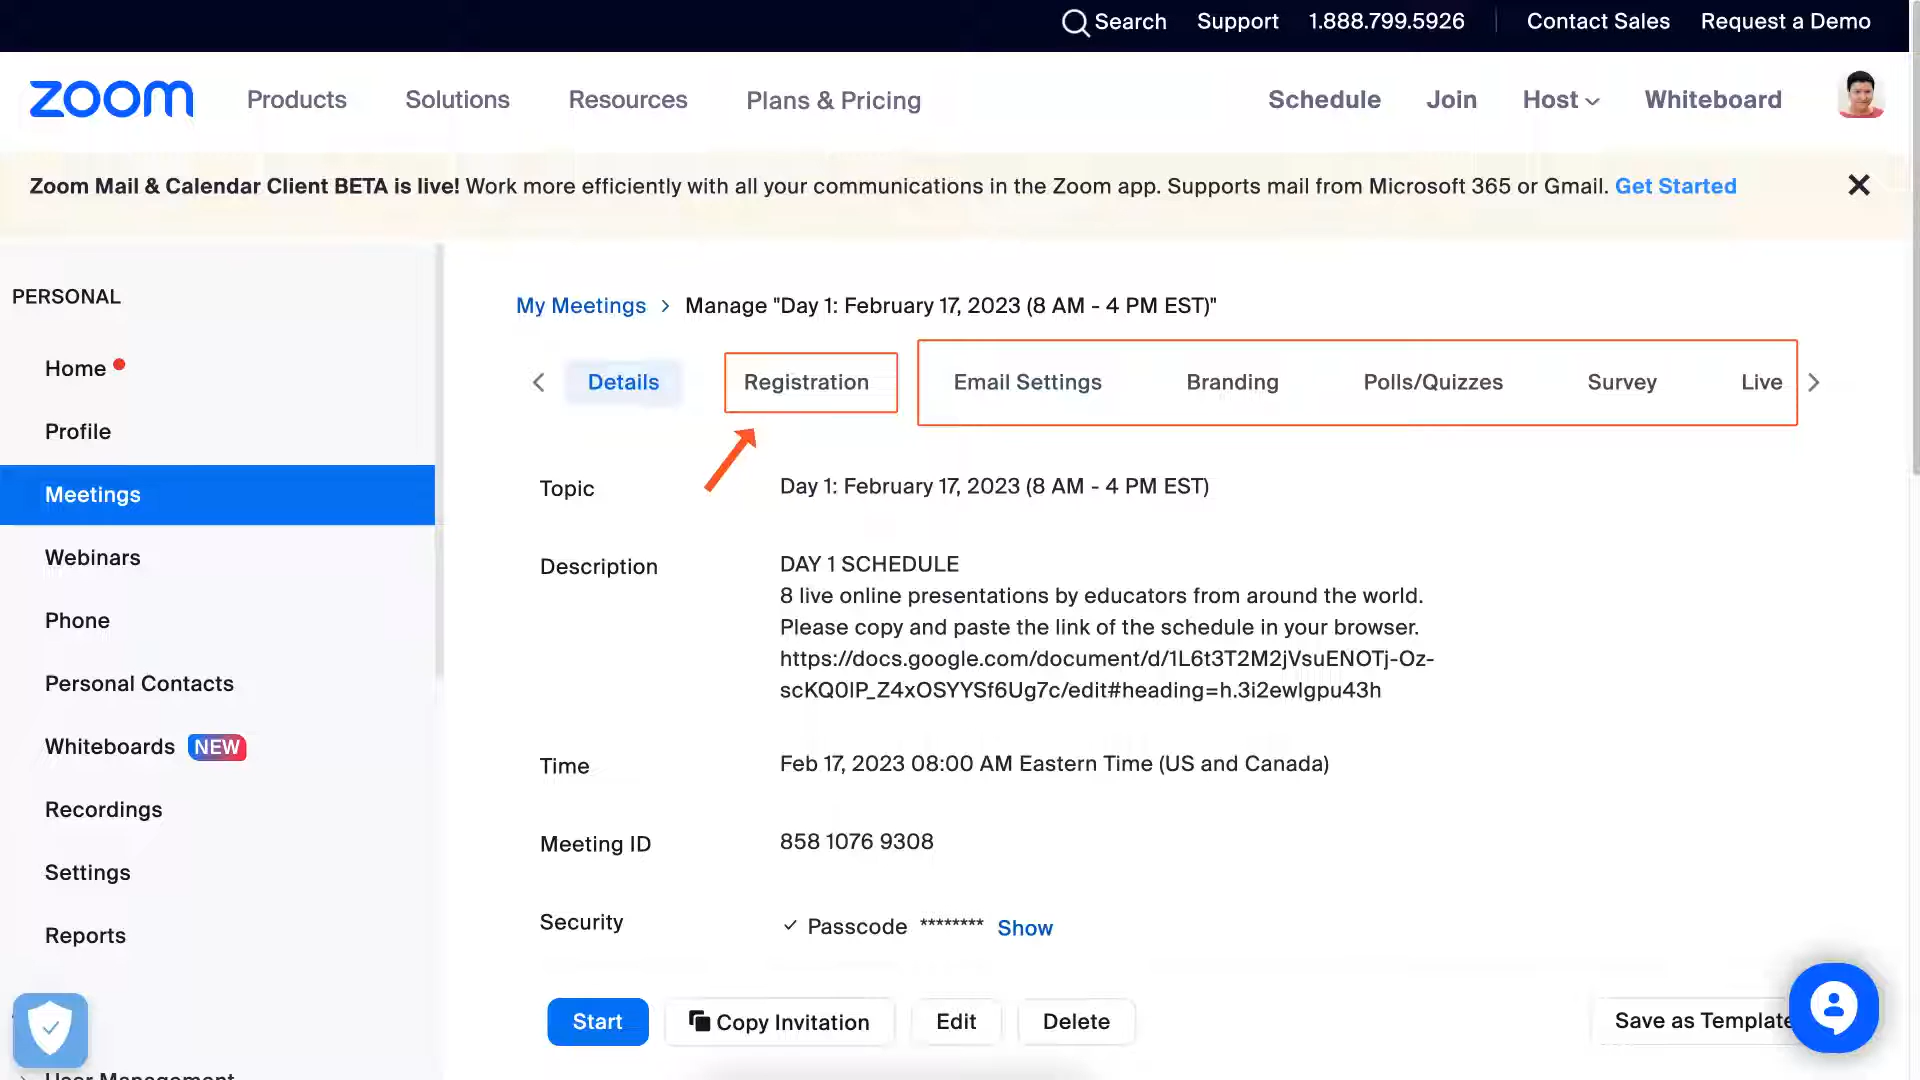 Search Support 1.888.799.5926 Contact Sales Request a Demo
zoom Products Solutions Resources Plans & Pricing Schedule Join Host Whiteboard
Zoom Mail & Calendar Client BETA is live! Work more efficiently with all your communications in the Zoom app. Supports mail from Microsoft 365 or Gmail. Get Started
PERSONAL
Home
Profile
Meetings
Webinars
Phone
Personal Contacts
Whiteboards NEW
Recordings
Settings
Reports
User Management
My Meetings > Manage "Day 1: February 17, 2023 (8 AM - 4 PM EST)"
Details Registration Email Settings Branding Polls/Quizzes Survey Live
Topic Day 1: February 17, 2023 (8 AM - 4 PM EST)
Description DAY 1 SCHEDULE
8 live online presentations by educators from around the world.
Please copy and paste the link of the schedule in your browser.
https://docs.google.com/document/d/1L6t3T2M2jVsuENOTj-Oz-
scKQ0lP_Z4xOSYYSf6Ug7c/edit#heading=h.3i2ewlgpu43h
Time Feb 17, 2023 08:00 AM Eastern Time (US and Canada)
Meeting ID 858 1076 9308
Security ✓ Passcode ******** Show
Start Copy Invitation Edit Delete Save as Template